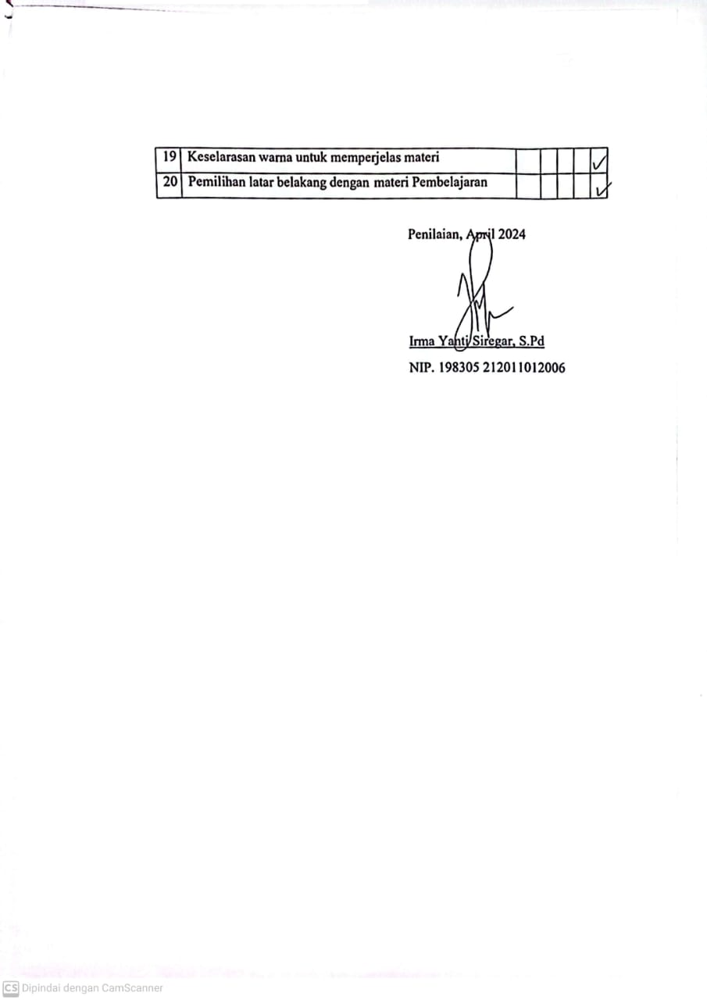 19 Keselarasan warna untuk memperjelas materi ✓
20 Pemilihan latar belakang dengan materi Pembelajaran ✓
Penilaian, April 2024
Irma Yanti Siregar, S.Pd
NIP. 198305 212011012006
CS Dipindai dengan CamScanner